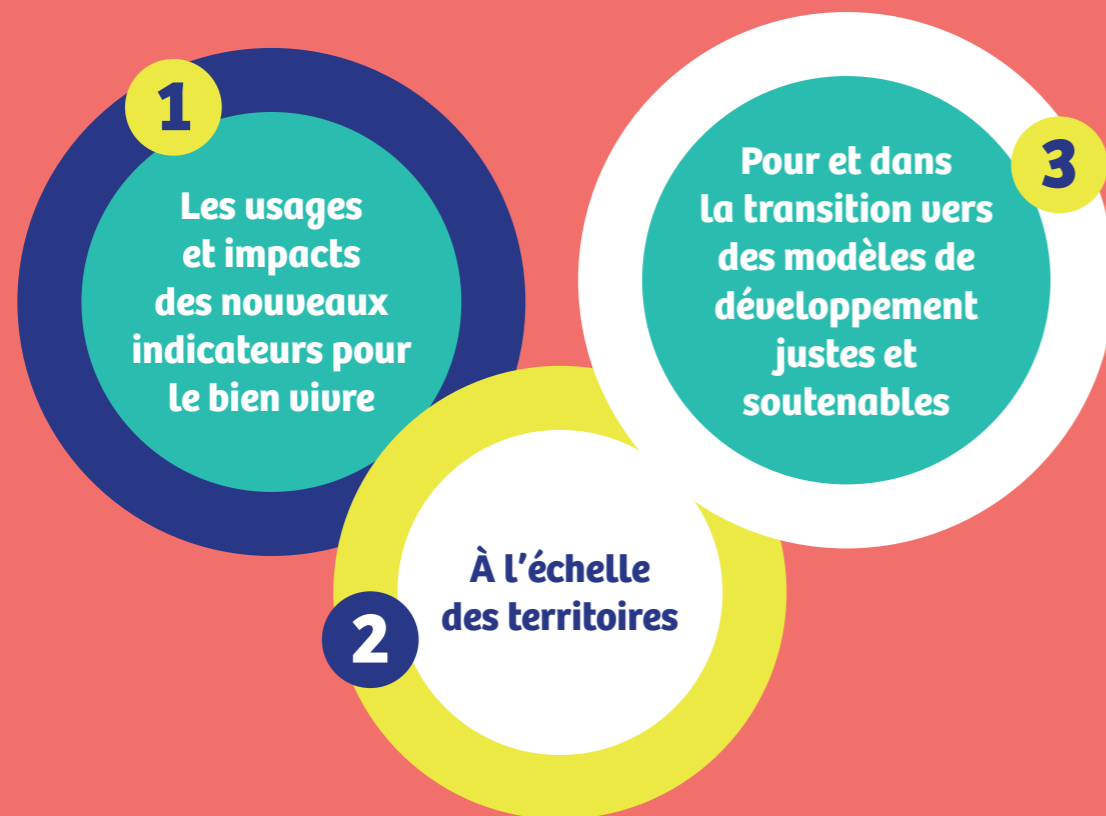 1
Les usages
et impacts
des nouveaux
indicateurs pour
le bien vivre
2
À l'échelle
des territoires
3
Pour et dans
la transition vers
des modèles de
développement
justes et
soutenables